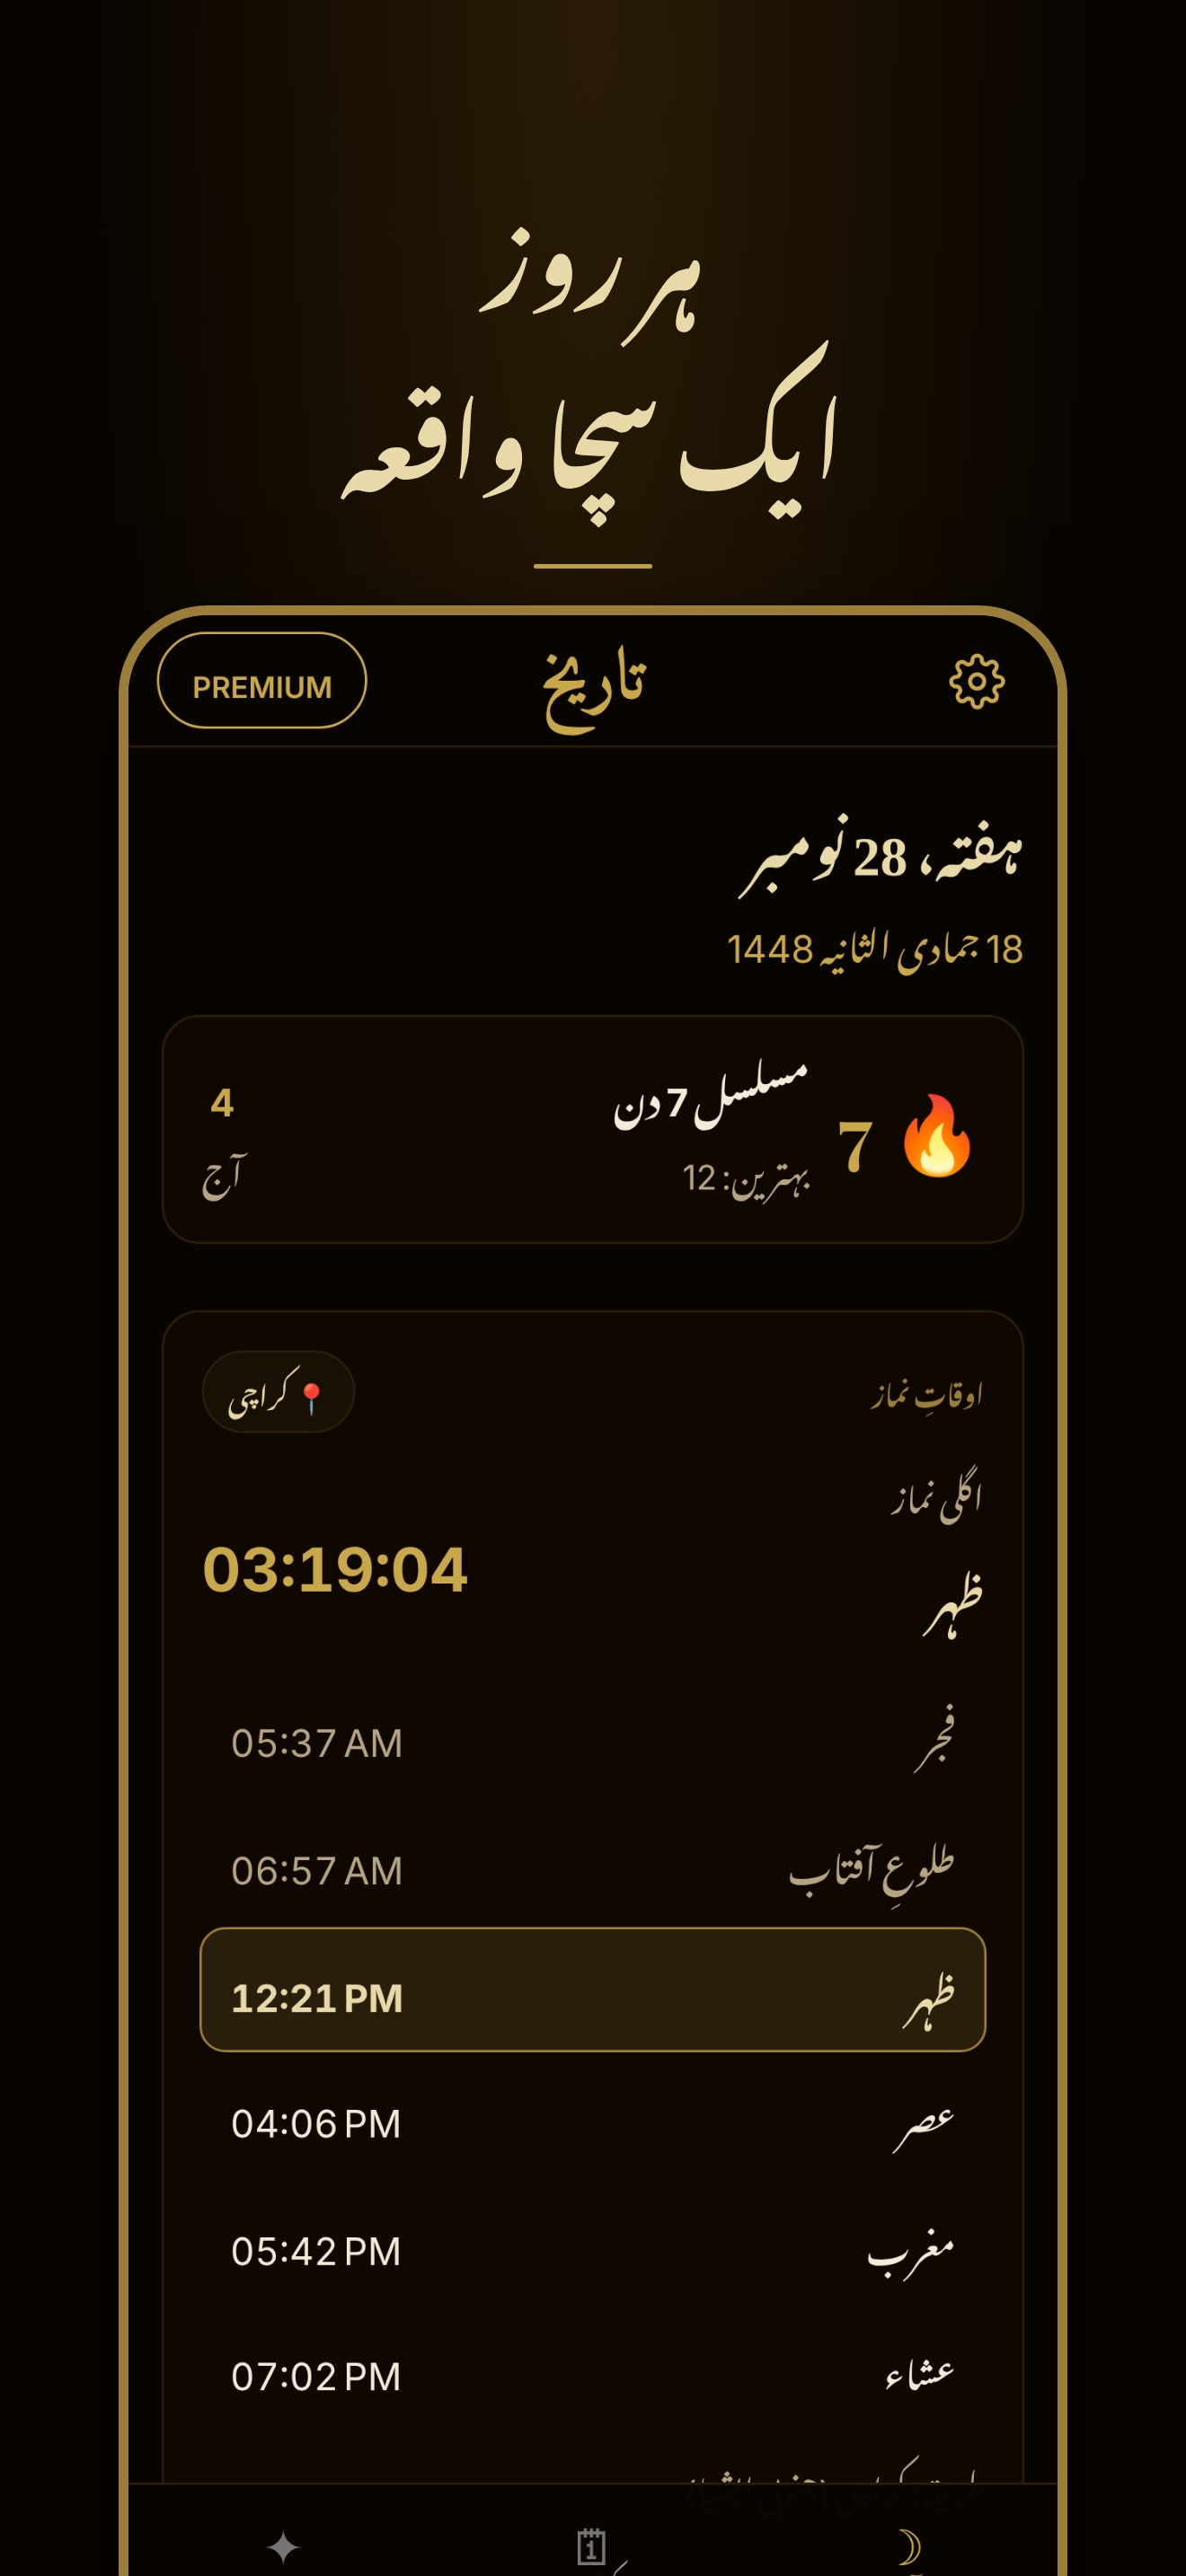 ہر روز
ایک سچا واقعہ
PREMIUM
تاریخ
ہفتہ، 28 نومبر
18 جمادی الثانیہ 1448
7
مسلسل 7 دن
بہترین: 12
4
آج
اوقاتِ نماز
کراچی
اگلی نماز
ظہر
03:19:04
فجر 05:37 AM
طلوعِ آفتاب 06:57 AM
ظہر 12:21 PM
عصر 04:06 PM
مغرب 05:42 PM
عشاء 07:02 PM